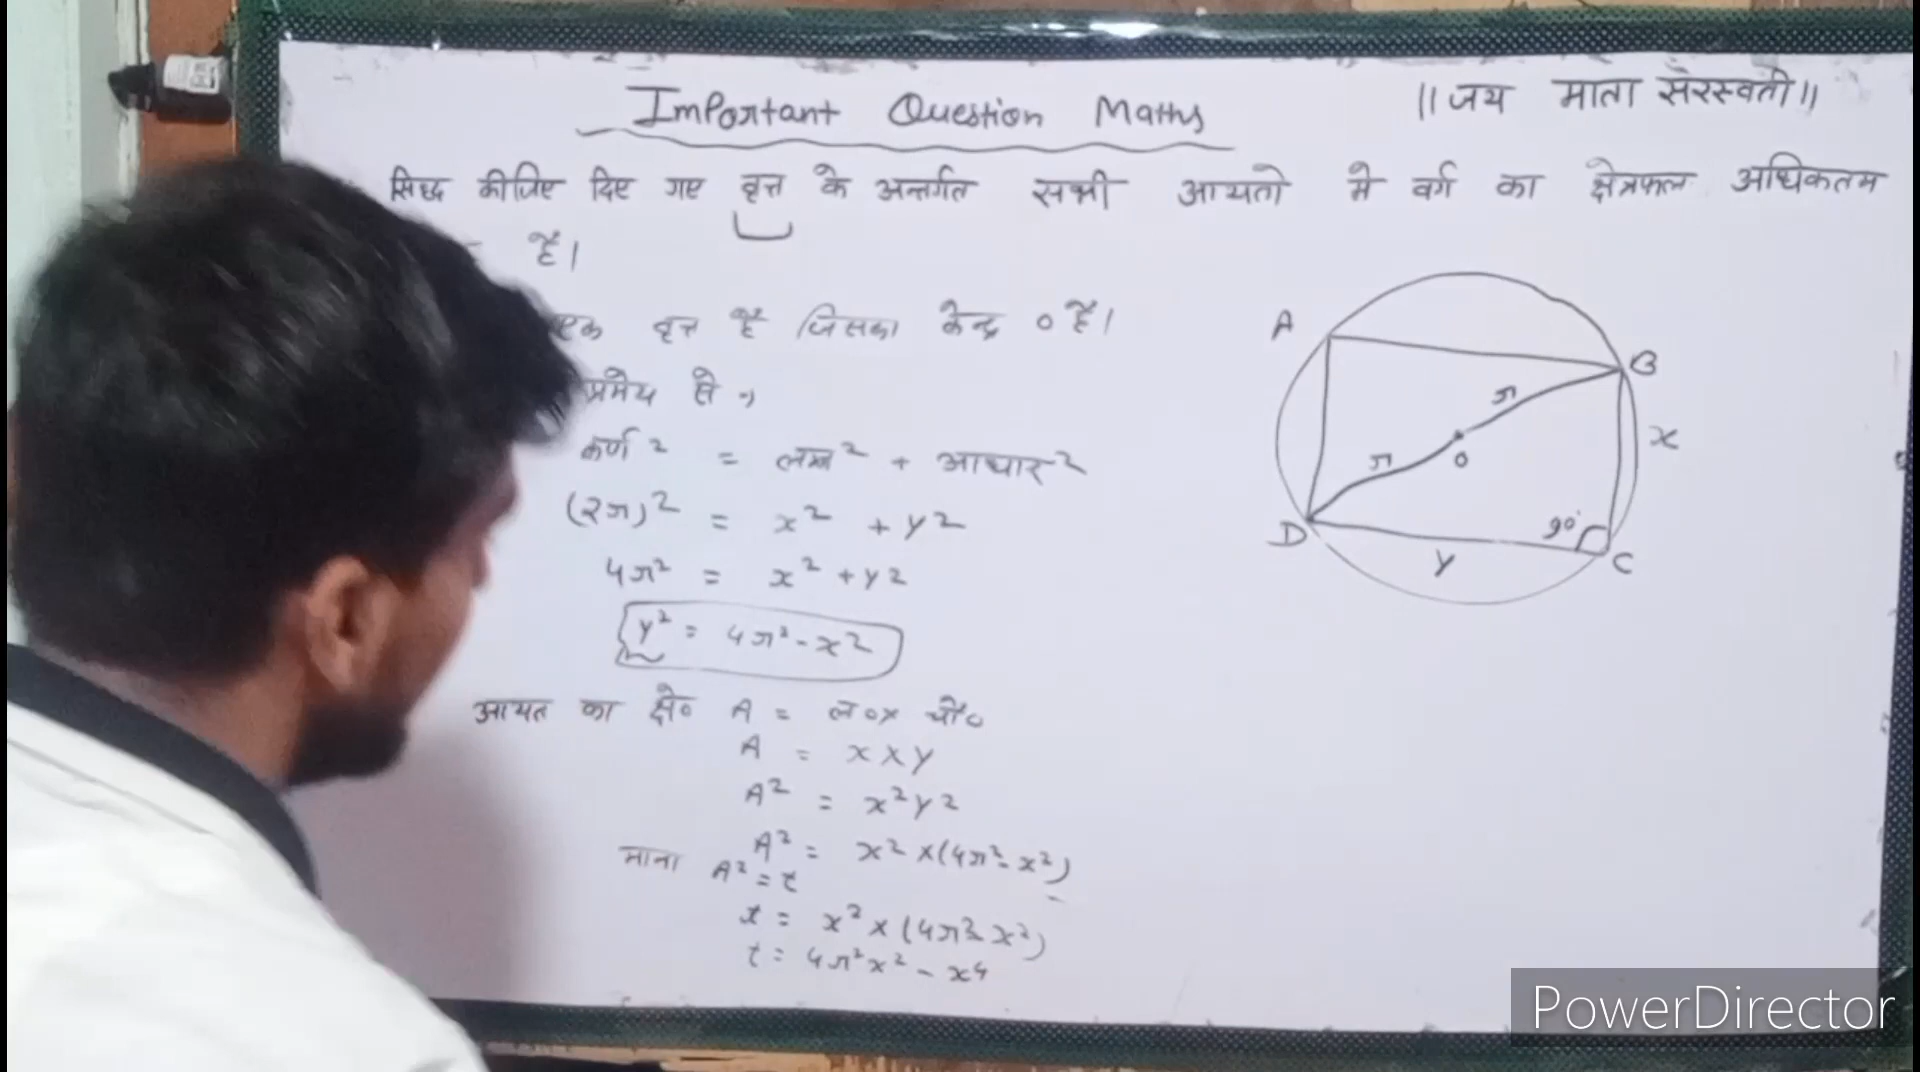 Important Question Maths
|| जय माता सरस्वती ||
सिध्द कीजिए दिए गए वृत्त के अन्तर्गत सभी आयतो मे वर्ग का क्षेत्रफल अधिकतम
है।
एक वृत्त है जिसका केन्द्र o है।
प्रमेय से
कर्ण² = लम्ब² + आधार²
(2r)² = x² + y²
4r² = x² + y²
y² = 4r² - x²
आयत का क्षे० A = ल० x चौ०
A = x x y
A² = x²y²
A² = x² x (4r² - x²)
माना A² = t
t = x² x (4r² - x²)
t = 4r²x² - x⁴
A
B
r
x
r
o
D
90°
y
C
PowerDirector